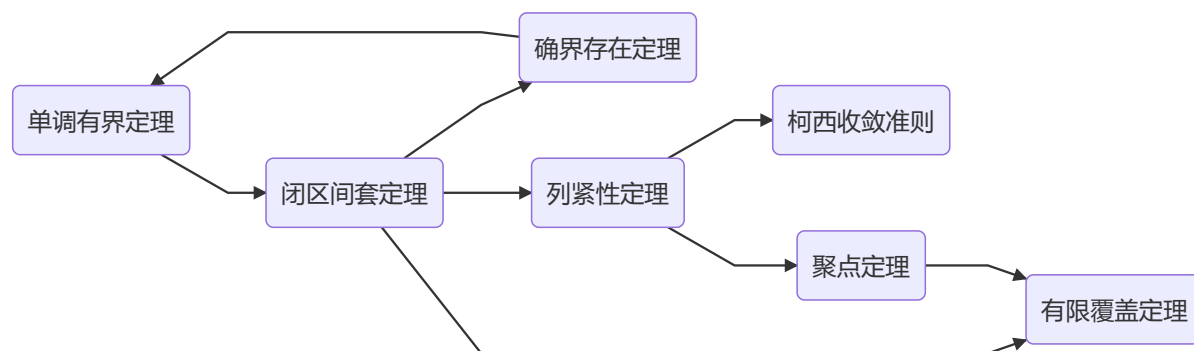 确界存在定理
单调有界定理
柯西收敛准则
闭区间套定理
列紧性定理
聚点定理
有限覆盖定理